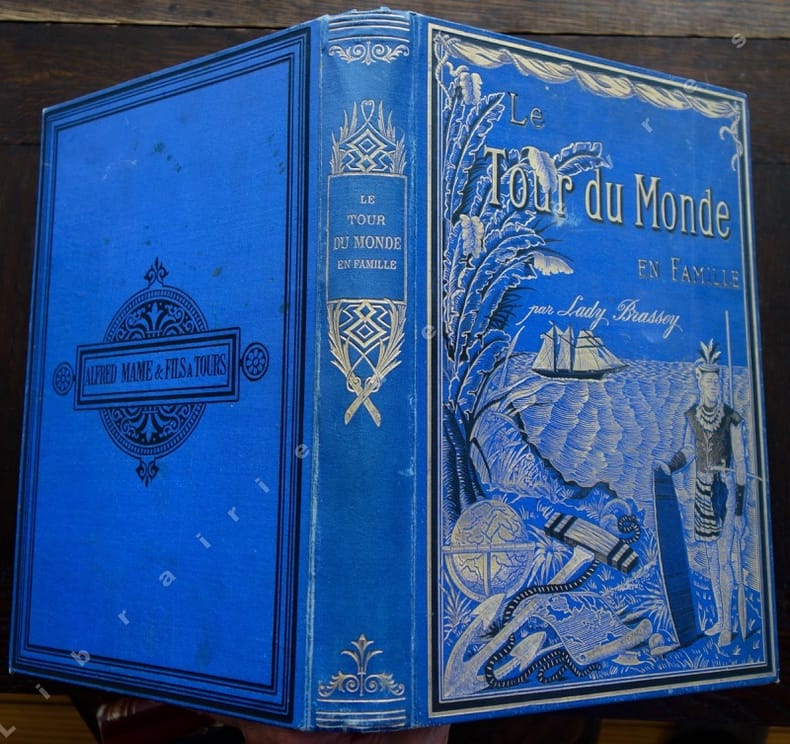 ALFRED MAME & FILS A TOURS
LE
TOUR
DU MONDE
EN FAMILLE
Le
Tour du Monde
EN FAMILLE
par Lady Brassey
Librairie